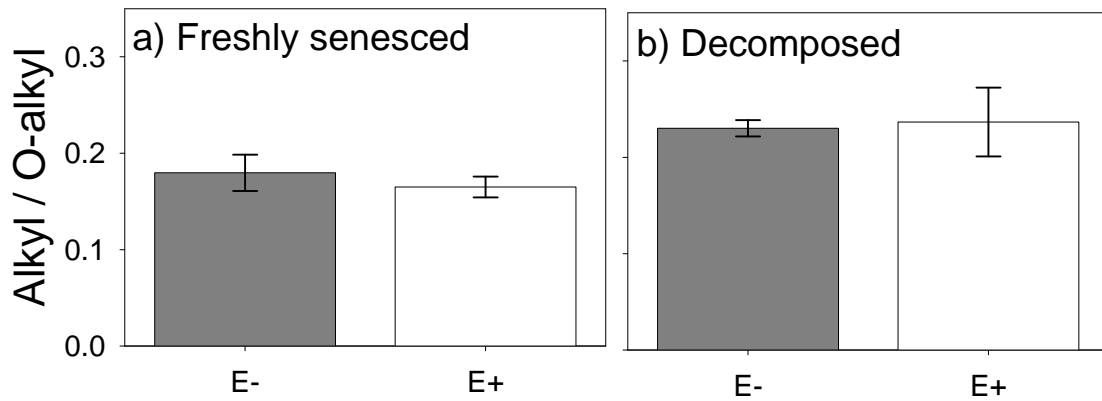 a) Freshly senesced
b) Decomposed
Alkyl / O-alkyl
0.3
0.2
0.1
0.0
E-
E+
E-
E+